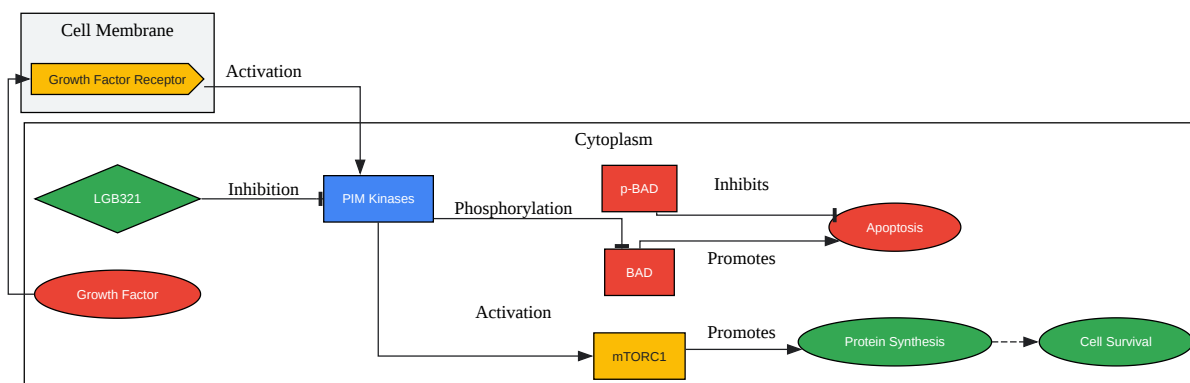 Cell Membrane
Growth Factor Receptor
Activation
Cytoplasm
LGB321
Inhibition
PIM Kinases
Phosphorylation
p-BAD
Inhibits
Apoptosis
BAD
Promotes
Growth Factor
Activation
mTORC1
Promotes
Protein Synthesis
Cell Survival